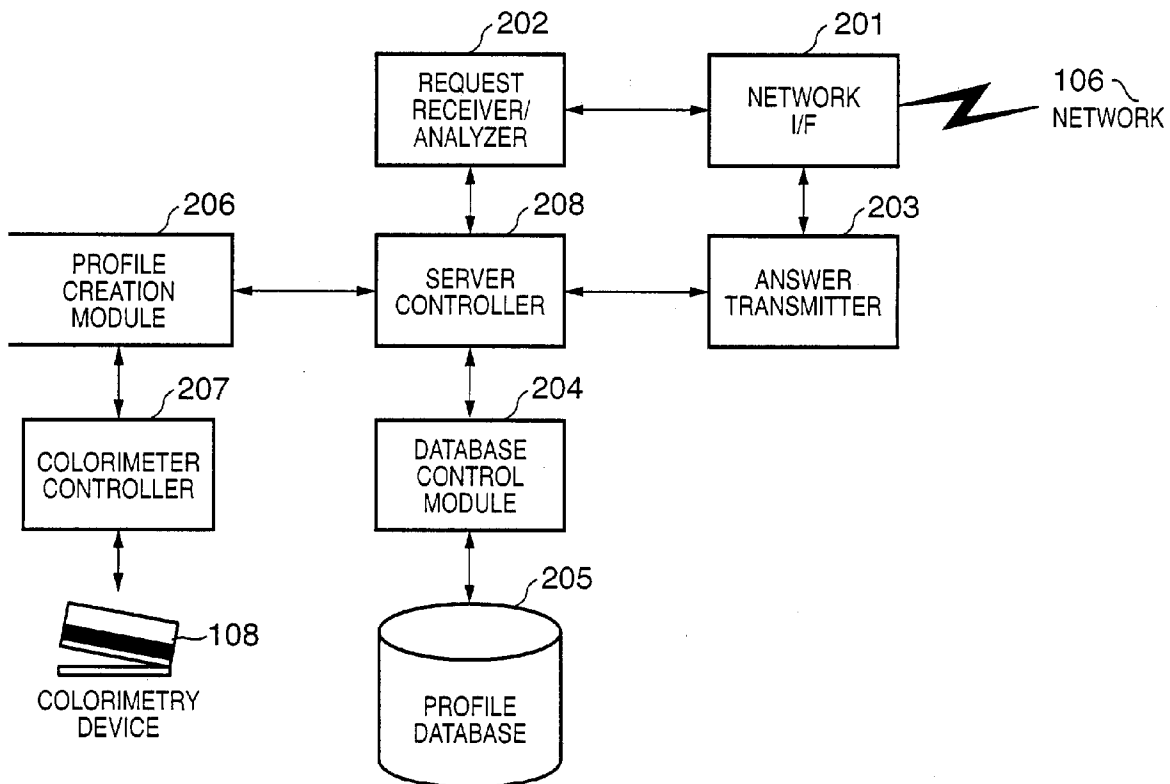 202
REQUEST
RECEIVER/
ANALYZER
201
NETWORK
I/F
106
NETWORK
206
PROFILE
CREATION
MODULE
208
SERVER
CONTROLLER
203
ANSWER
TRANSMITTER
207
COLORIMETER
CONTROLLER
204
DATABASE
CONTROL
MODULE
108
COLORIMETRY
DEVICE
205
PROFILE
DATABASE